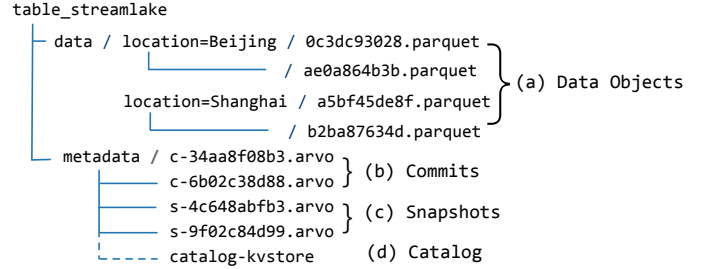 table_streamlake
data / location=Beijing / 0c3dc93028.parquet
/ ae0a864b3b.parquet
(a) Data Objects
location=Shanghai / a5bf45de8f.parquet
/ b2ba87634d.parquet
metadata / c-34aa8f08b3.arvo
c-6b02c38d88.arvo
(b) Commits
s-4c648abfb3.arvo
s-9f02c84d99.arvo
(c) Snapshots
catalog-kvstore
(d) Catalog